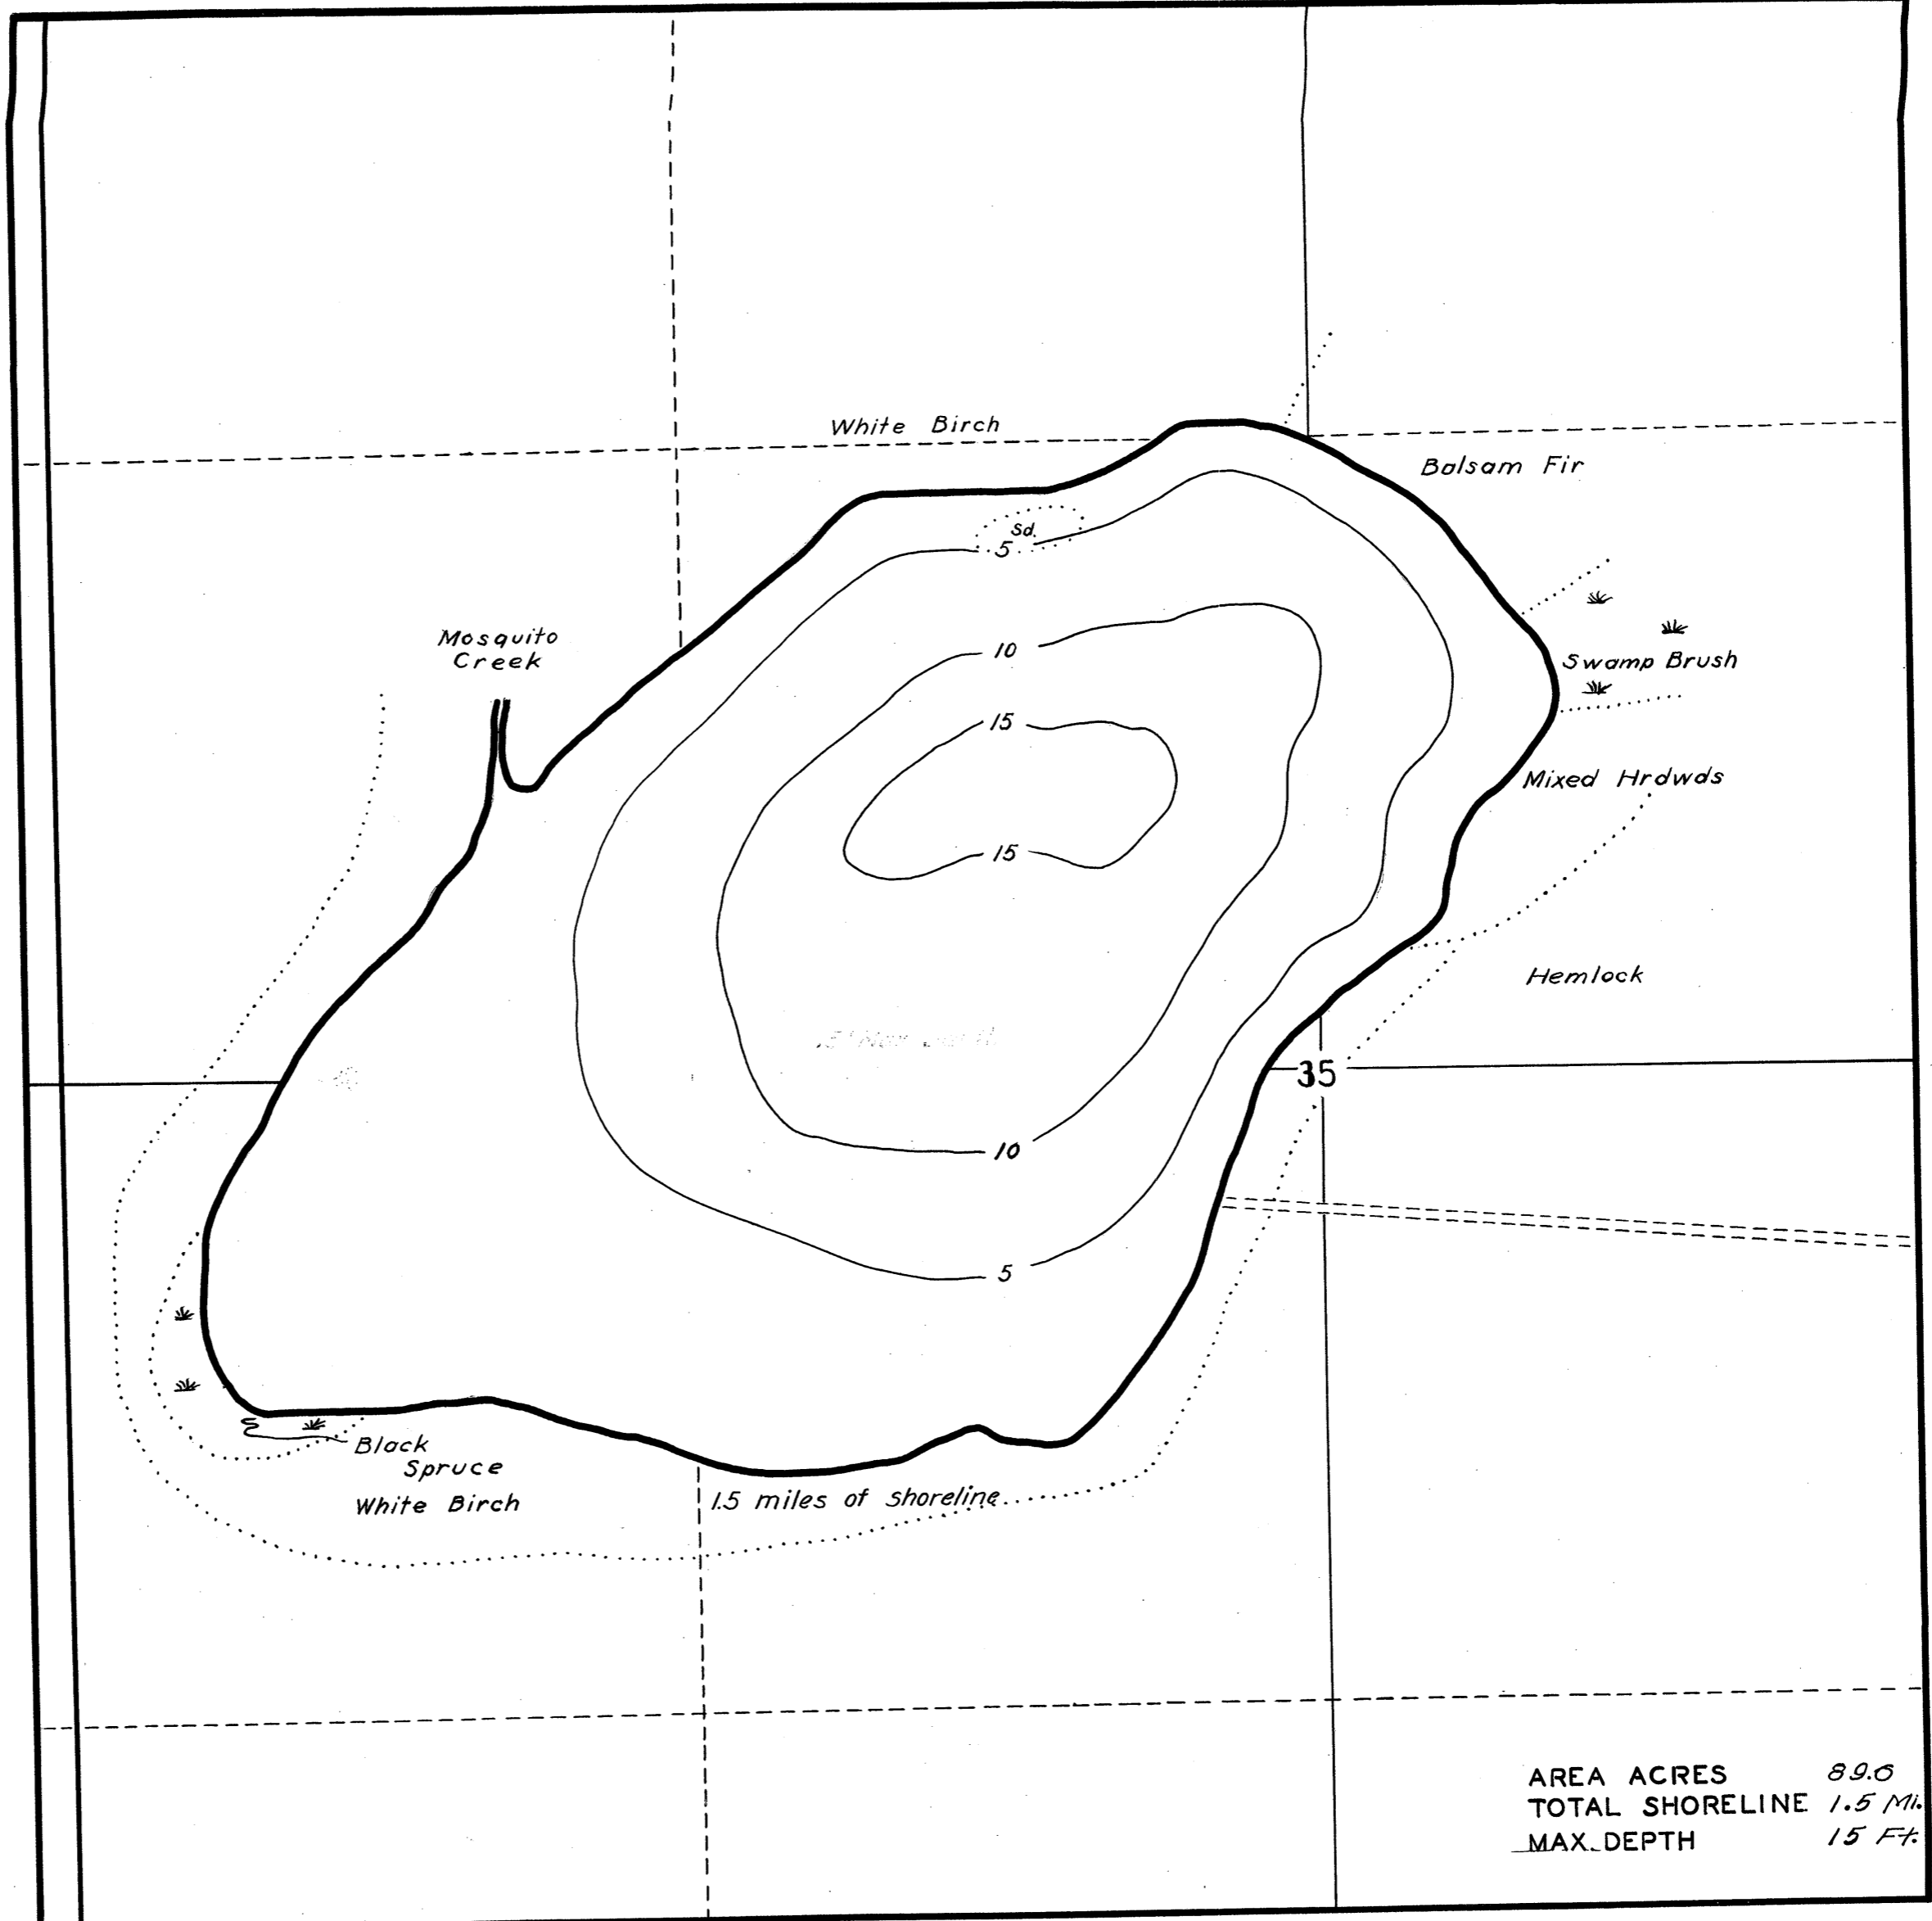 White Birch
Balsam Fir
Sd.
5
Mosquito
Creek
10
Swamp Brush
15
Mixed Hrdwds
15
Hemlock
35
10
5
Black
Spruce
White Birch
1.5 miles of shoreline
AREA ACRES 89.6
TOTAL SHORELINE 1.5 Mi.
MAX. DEPTH 15 Ft.